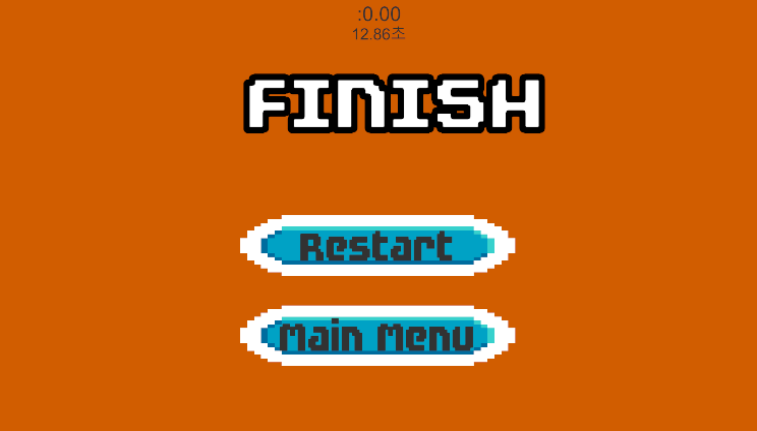 :0.00
12.86초
FINISH
Restart
Main Menu